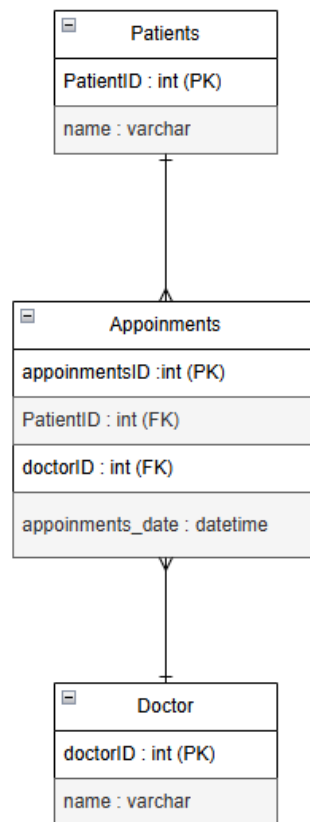 Patients
PatientID : int (PK)
name : varchar
Appoinments
appoinmentsID :int (PK)
PatientID : int (FK)
doctorID : int (FK)
appoinments_date : datetime
Doctor
doctorID : int (PK)
name : varchar